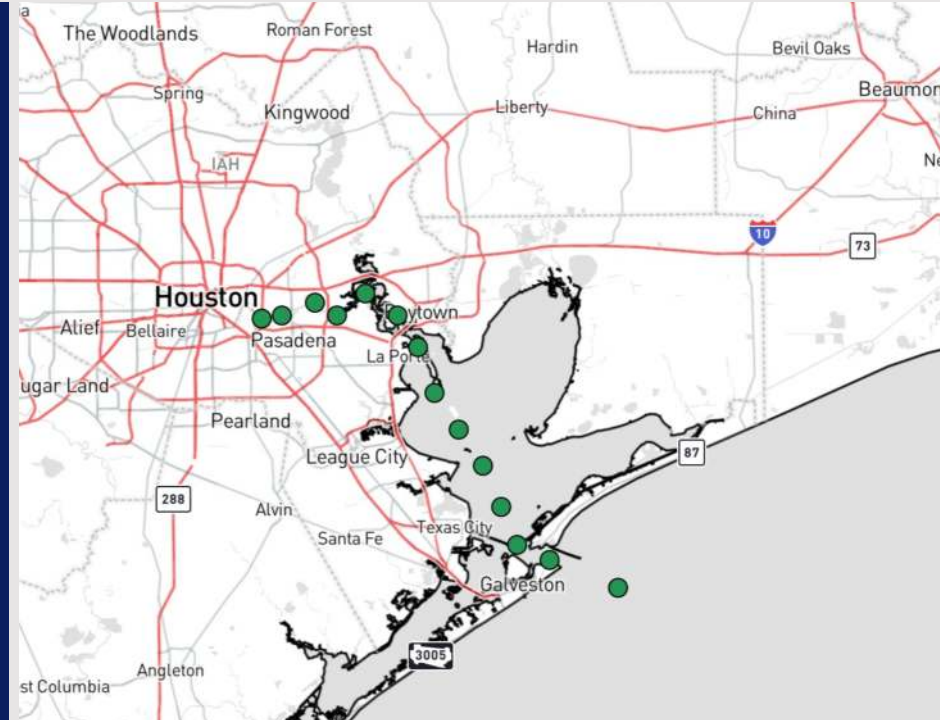 a
The Woodlands
Roman Forest
Hardin
Bevil Oaks
Spring
Kingwood
Liberty
China
Beaumon
IAH
Ne
10
73
Houston
ytown
Alief
Bellaire
Pasadena
La Porte
ugar Land
Pearland
League City
87
288
Alvin
Texas City
Santa Fe
Galveston
3005
Angleton
st Columbia